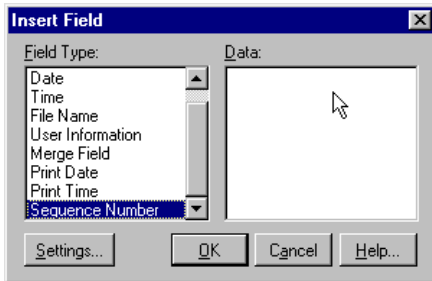 Insert Field
Field Type: Data:
Date
Time
File Name
User Information
Merge Field
Print Date
Print Time
Sequence Number
Settings... OK Cancel Help...